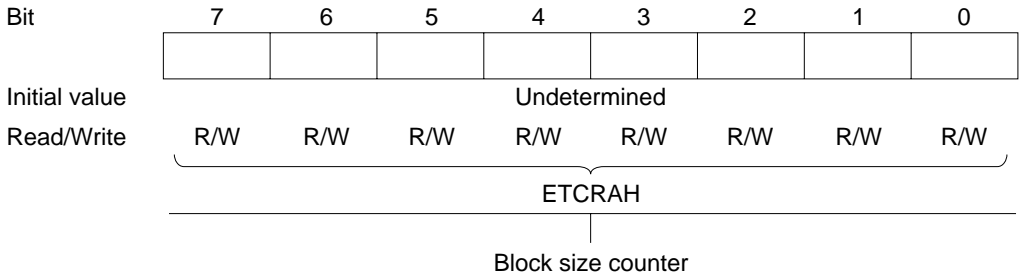 Bit 7 6 5 4 3 2 1 0
Initial value Undetermined
Read/Write R/W R/W R/W R/W R/W R/W R/W R/W
ETCRAH
Block size counter